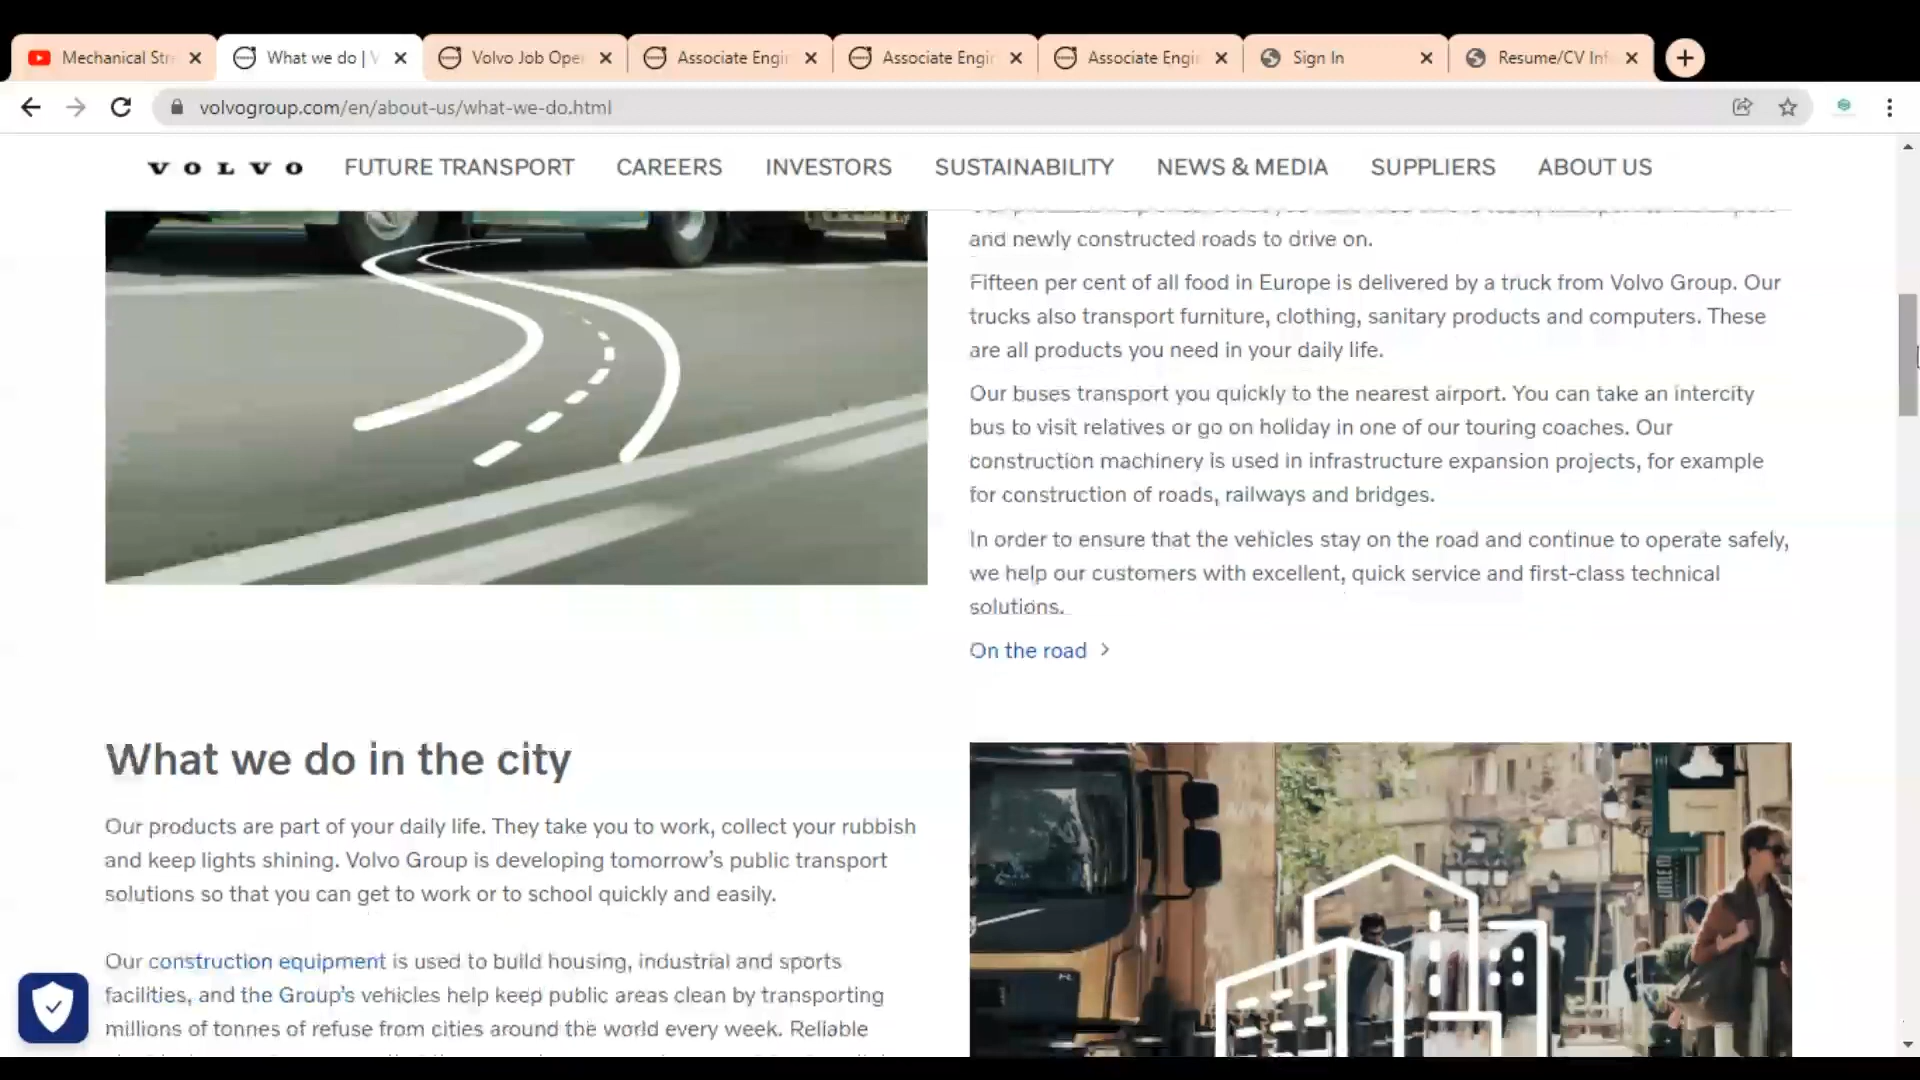 Mechanical Str
What we do | V
Volvo Job Ope
Associate Engi
Associate Engi
Associate Engi
Sign In
Resume/CV Inf
volvogroup.com/en/about-us/what-we-do.html
VOLVO
FUTURE TRANSPORT
CAREERS
INVESTORS
SUSTAINABILITY
NEWS & MEDIA
SUPPLIERS
ABOUT US
and newly constructed roads to drive on.
Fifteen per cent of all food in Europe is delivered by a truck from Volvo Group. Our
trucks also transport furniture, clothing, sanitary products and computers. These
are all products you need in your daily life.
Our buses transport you quickly to the nearest airport. You can take an intercity
bus to visit relatives or go on holiday in one of our touring coaches. Our
construction machinery is used in infrastructure expansion projects, for example
for construction of roads, railways and bridges.
In order to ensure that the vehicles stay on the road and continue to operate safely,
we help our customers with excellent, quick service and first-class technical
solutions.
On the road
What we do in the city
Our products are part of your daily life. They take you to work, collect your rubbish
and keep lights shining. Volvo Group is developing tomorrow’s public transport
solutions so that you can get to work or to school quickly and easily.
Our construction equipment is used to build housing, industrial and sports
facilities, and the Group’s vehicles help keep public areas clean by transporting
millions of tonnes of refuse from cities around the world every week. Reliable